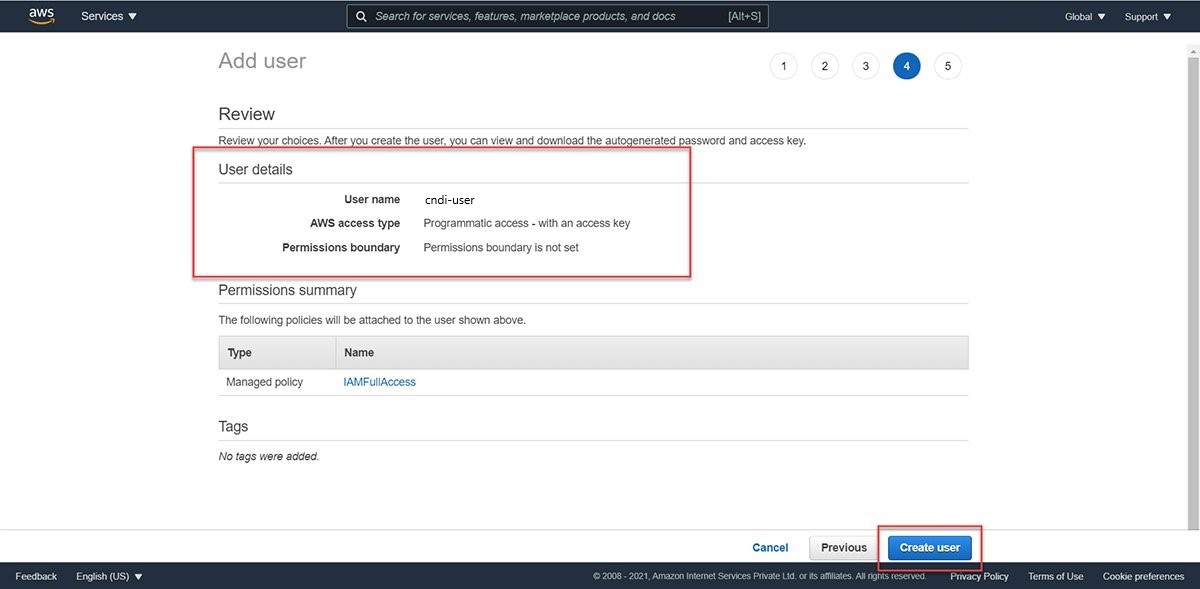 aws Services Search for services, features, marketplace products, and docs [Alt+S] Global Support
Add user 1 2 3 4 5
Review
Review your choices. After you create the user, you can view and download the autogenerated password and access key.
User details
User name cndi-user
AWS access type Programmatic access - with an access key
Permissions boundary Permissions boundary is not set
Permissions summary
The following policies will be attached to the user shown above.
Type Name
Managed policy IAMFullAccess
Tags
No tags were added.
Cancel Previous Create user
Feedback English (US) © 2008 - 2021, Amazon Internet Services Private Ltd. or its affiliates. All rights reserved. Privacy Policy Terms of Use Cookie preferences